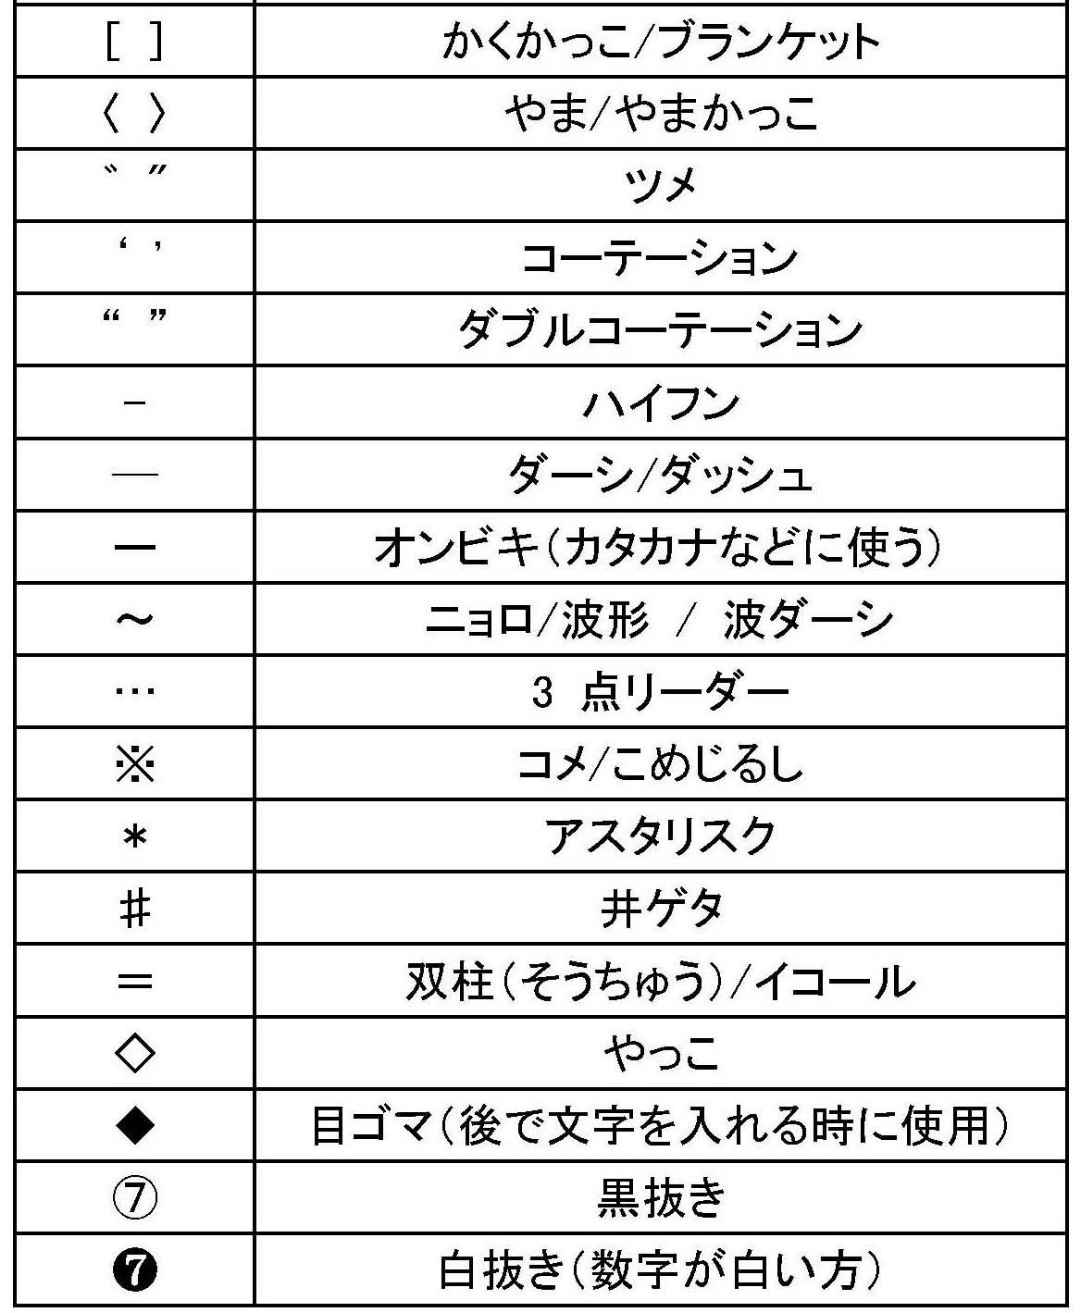 [ ] かくかっこ/ブランケット
〈 〉 やま/やまかっこ
〝 〃 ツメ
‘ ’ コーテーション
“ ” ダブルコーテーション
‐ ハイフン
― ダーシ/ダッシュ
ー オンビキ(カタカナなどに使う)
～ ニョロ/波形 / 波ダーシ
… 3 点リーダー
※ コメ/こめじるし
* アスタリスク
♯ 井ゲタ
＝ 双柱(そうちゅう)/イコール
◇ やっこ
◆ 目ゴマ(後で文字を入れる時に使用)
⑦ 黒抜き
❼ 白抜き(数字が白い方)